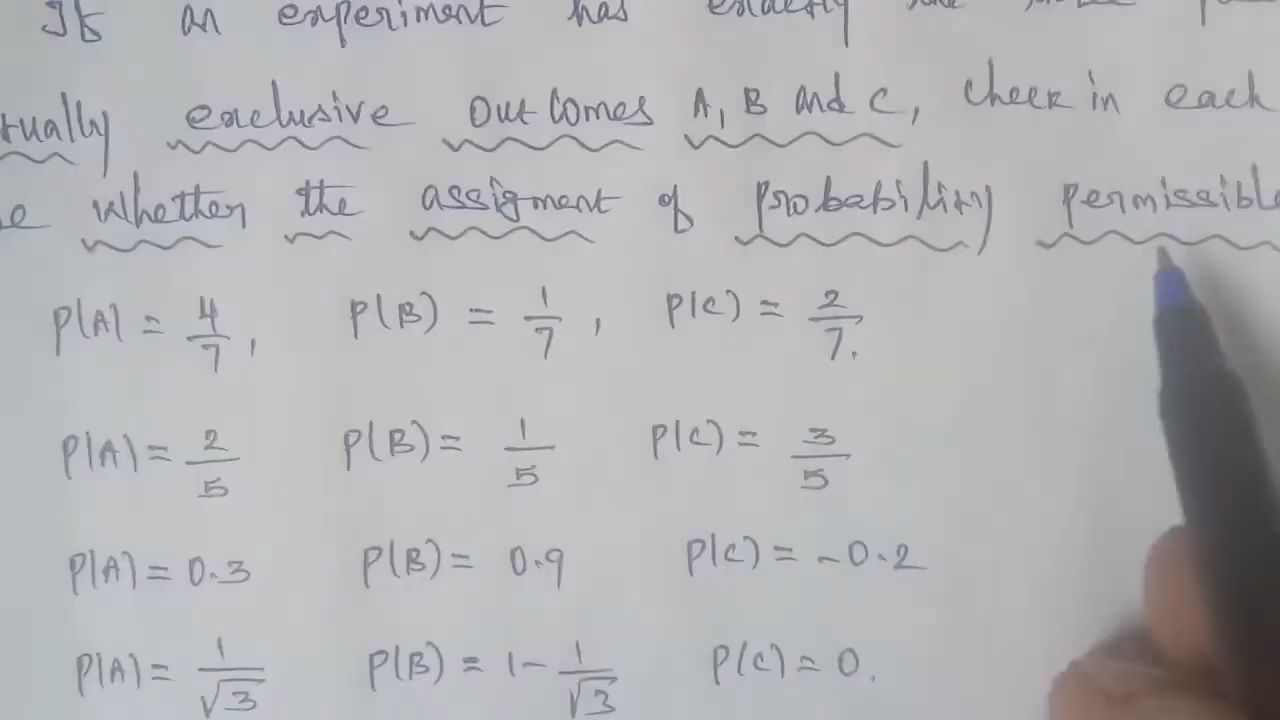 If an experiment has exactly
tually exclusive outcomes A, B and C, check in each
whether the assigment of probability permissible
P(A) = 4/7, P(B) = 1/7, P(C) = 2/7.
P(A) = 2/5 P(B) = 1/5 P(C) = 3/5
P(A) = 0.3 P(B) = 0.9 P(C) = -0.2
P(A) = 1/√3 P(B) = 1 - 1/√3 P(C) = 0.